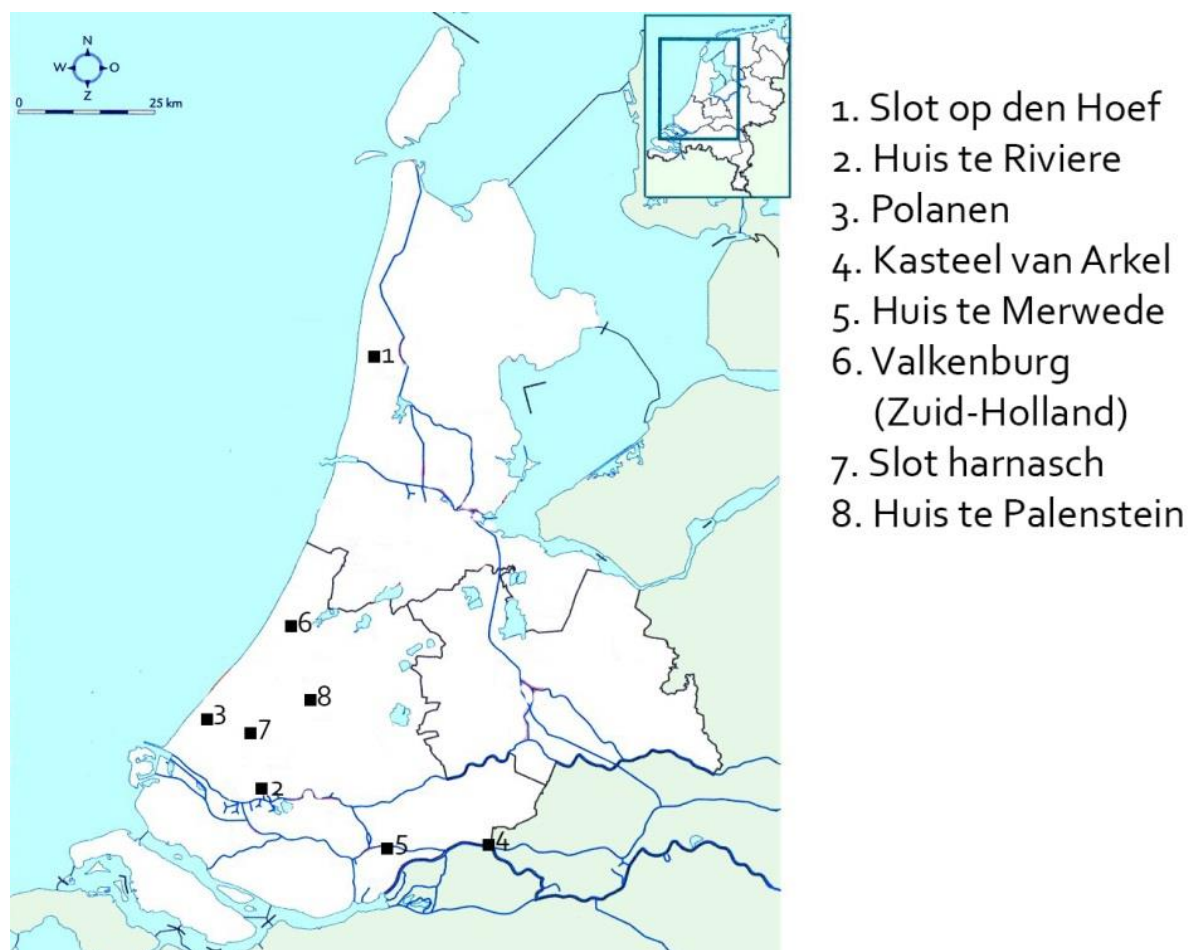 N
W
O
Z
0 25 km
1
6
8
3
7
2
5
4
1. Slot op den Hoef
2. Huis te Riviere
3. Polanen
4. Kasteel van Arkel
5. Huis te Merwede
6. Valkenburg
(Zuid-Holland)
7. Slot harnasch
8. Huis te Palenstein